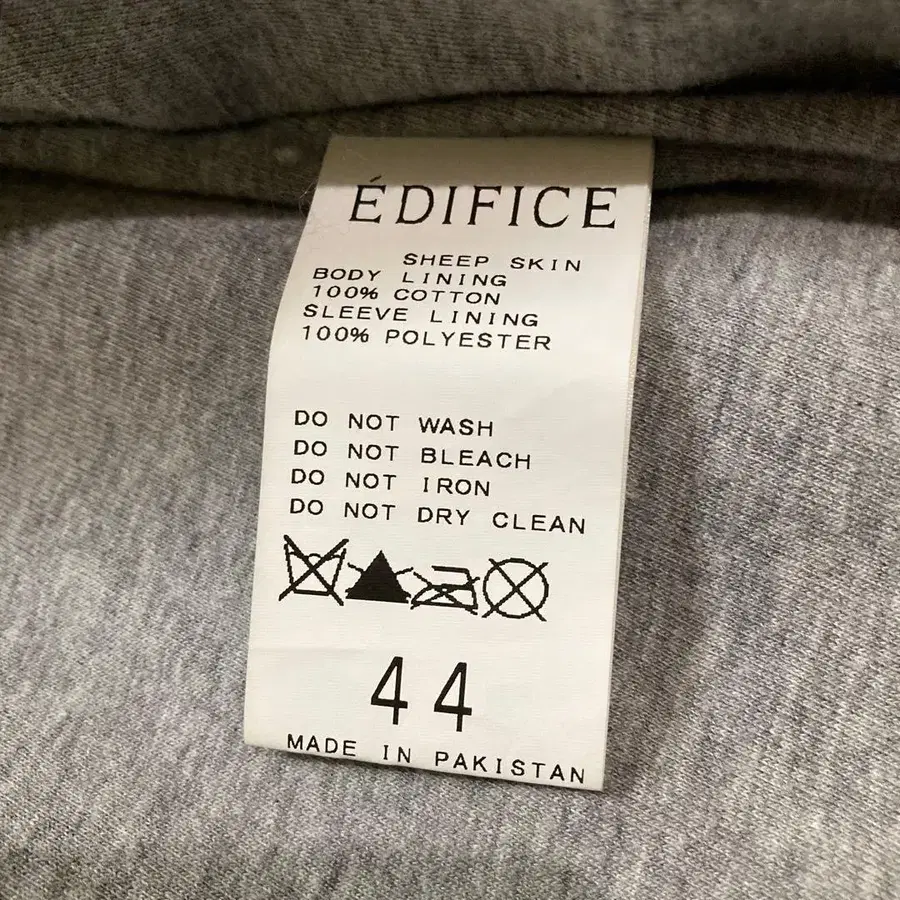 ÉDIFICE
SHEEP SKIN
BODY LINING
100% COTTON
SLEEVE LINING
100% POLYESTER
DO NOT WASH
DO NOT BLEACH
DO NOT IRON
DO NOT DRY CLEAN
44
MADE IN PAKISTAN